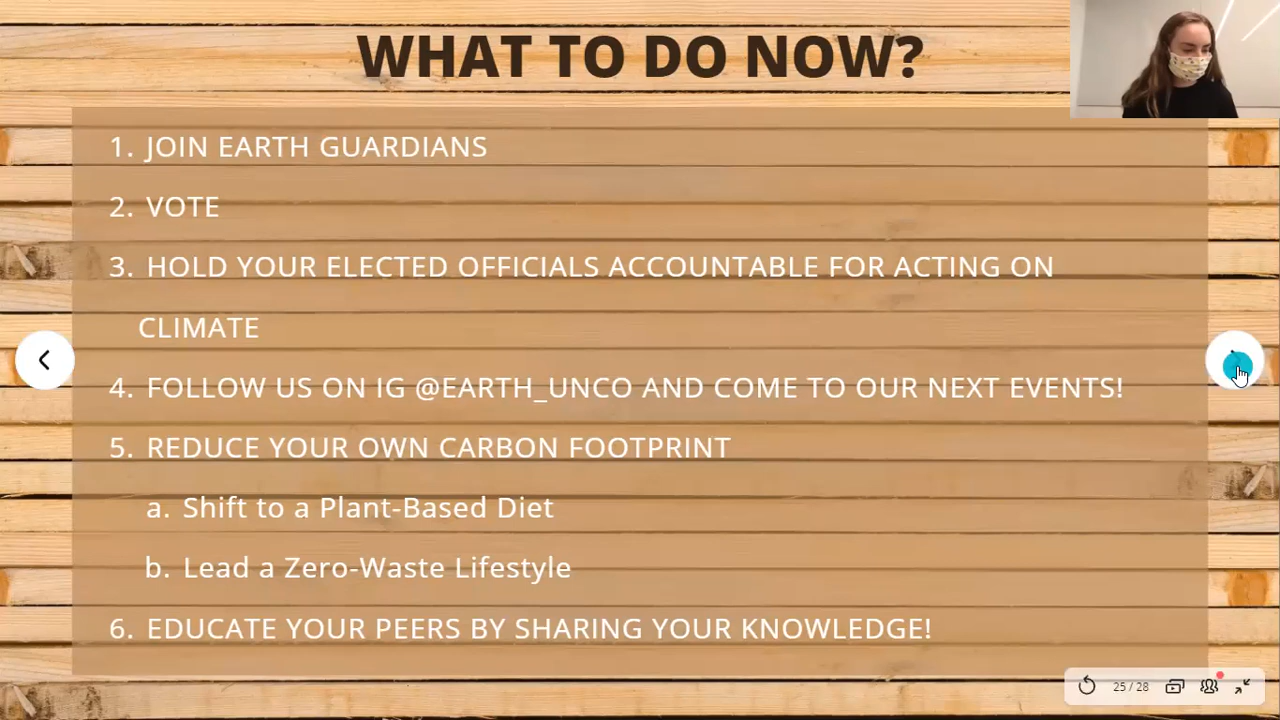 WHAT TO DO NOW?
1. JOIN EARTH GUARDIANS
2. VOTE
3. HOLD YOUR ELECTED OFFICIALS ACCOUNTABLE FOR ACTING ON
CLIMATE
4. FOLLOW US ON IG @EARTH_UNCO AND COME TO OUR NEXT EVENTS!
5. REDUCE YOUR OWN CARBON FOOTPRINT
a. Shift to a Plant-Based Diet
b. Lead a Zero-Waste Lifestyle
6. EDUCATE YOUR PEERS BY SHARING YOUR KNOWLEDGE!
25 / 28